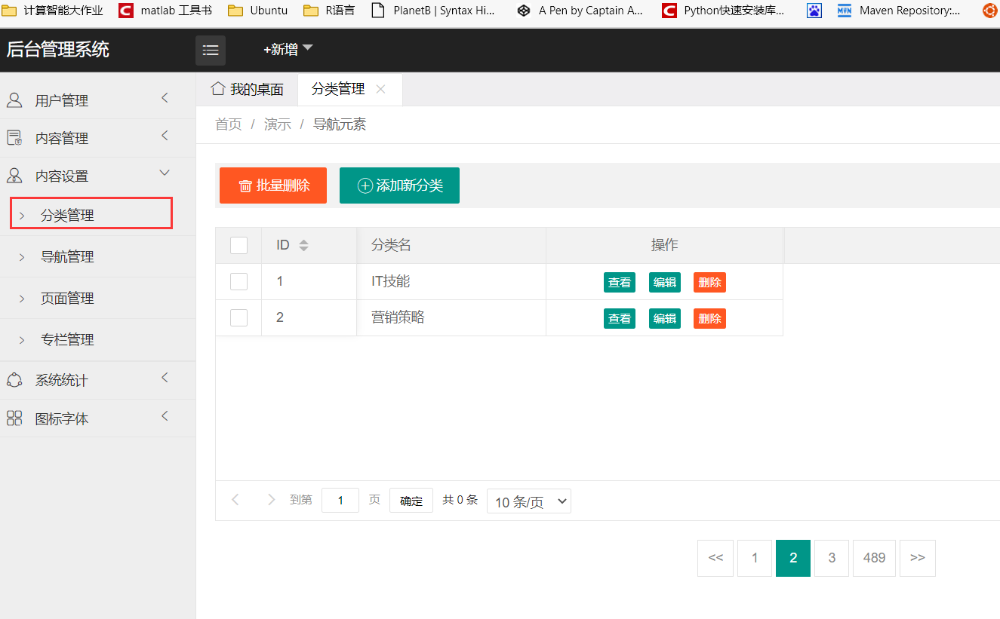 计算智能大作业 matlab 工具书 Ubuntu R语言 PlanetB | Syntax Hi... A Pen by Captain A... Python快速安装库... MVN Maven Repository:...
后台管理系统 +新增
用户管理
内容管理
内容设置
分类管理
导航管理
页面管理
专栏管理
系统统计
图标字体
我的桌面 分类管理
首页 / 演示 / 导航元素
批量删除 添加新分类
ID 分类名 操作
1 IT技能 查看 编辑 删除
2 营销策略 查看 编辑 删除
到第 1 页 确定 共 0 条 10 条/页
<< 1 2 3 489 >>